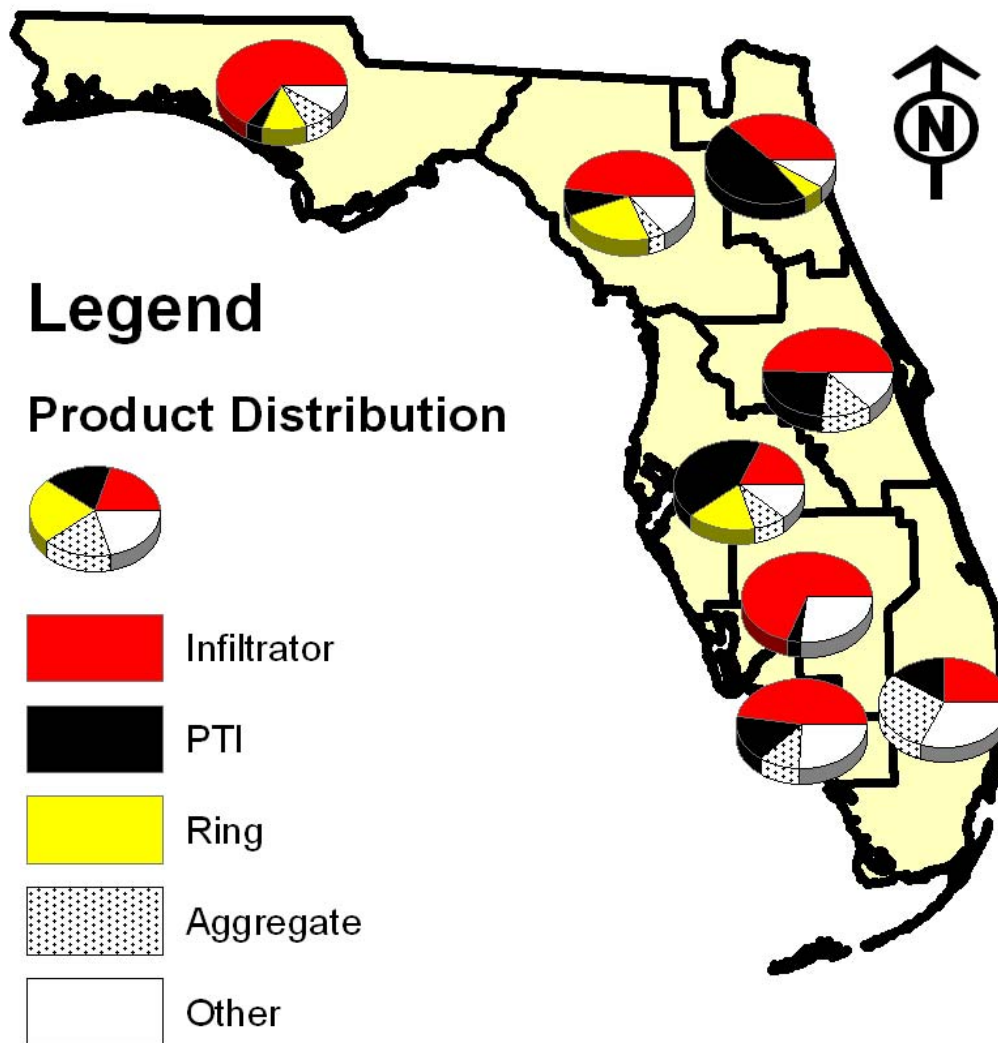 N
Legend
Product Distribution
Infiltrator
PTI
Ring
Aggregate
Other